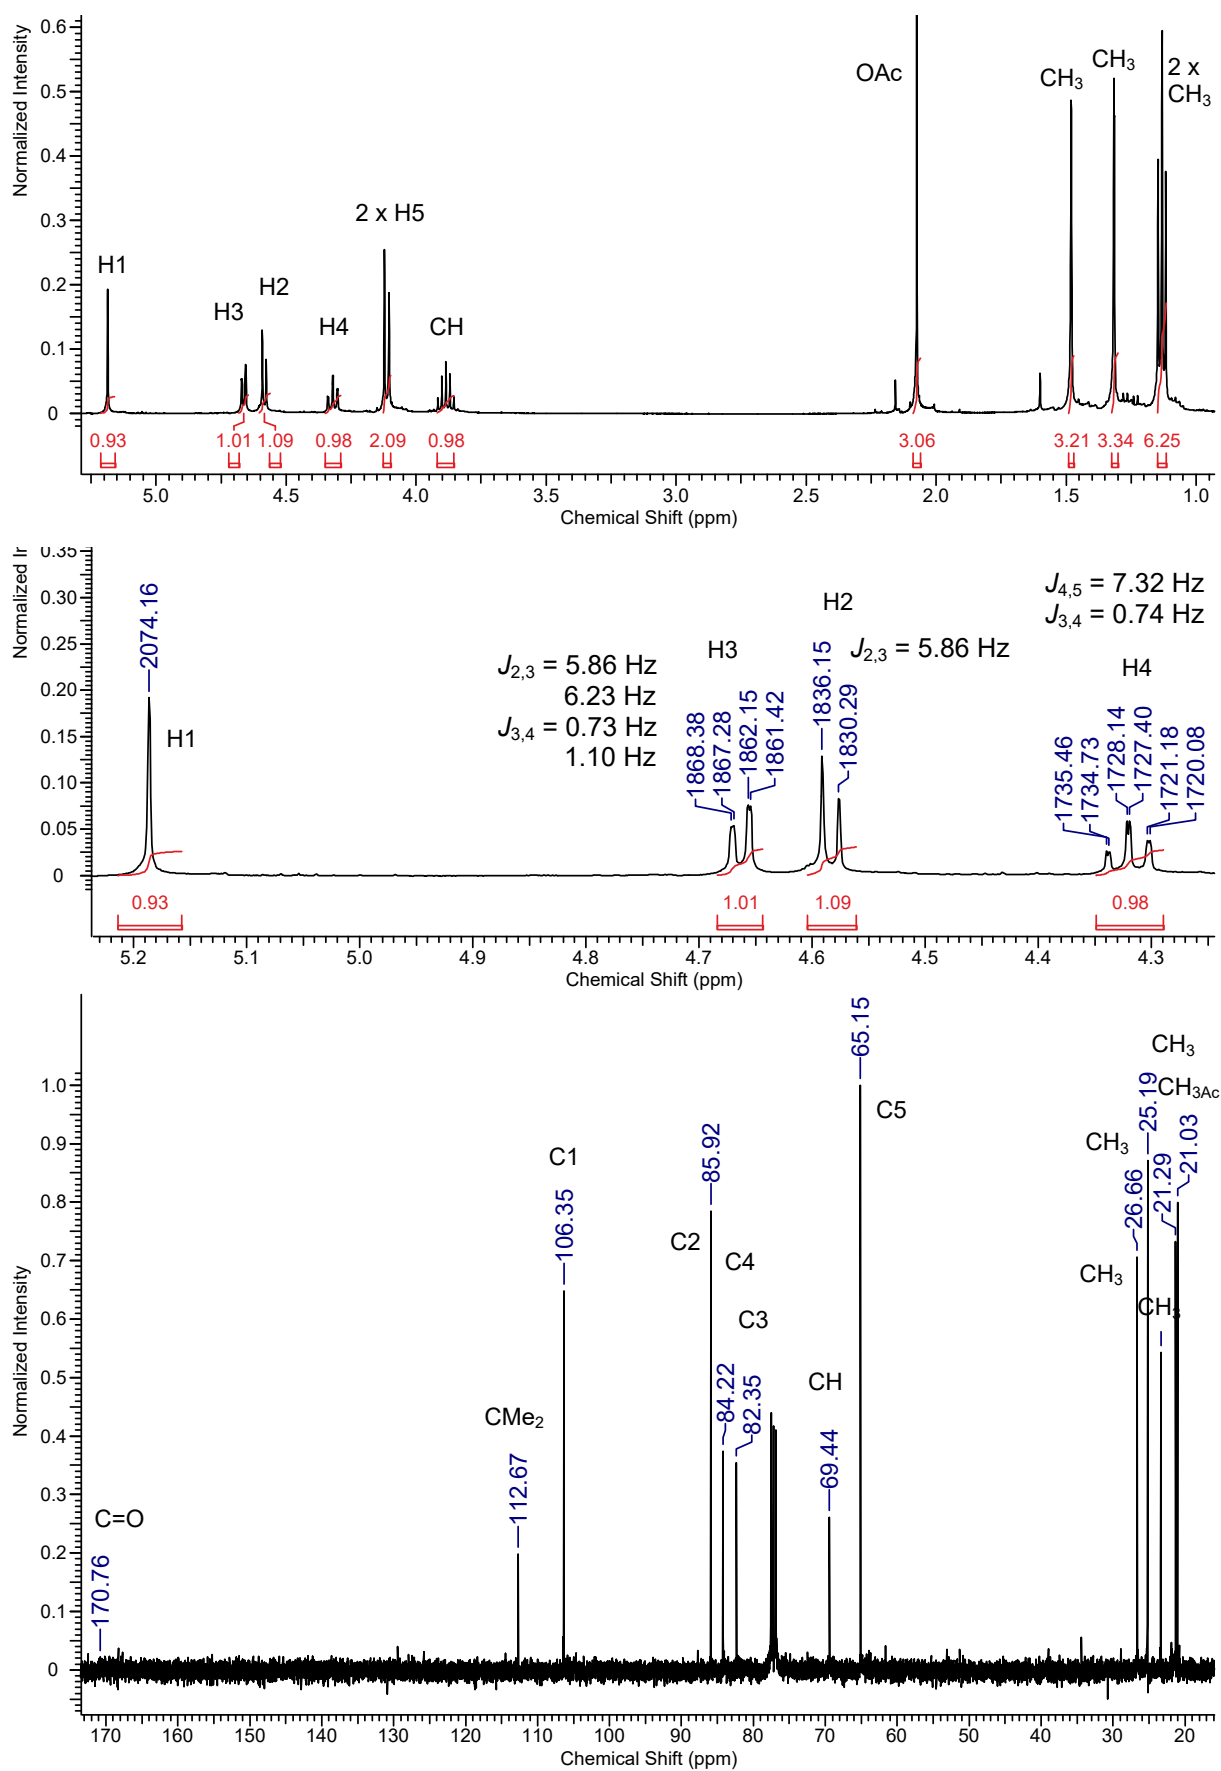 Normalized Intensity
0.6
0.5
0.4
0.3
0.2
0.1
0
H1
H3
H2
H4
2 x H5
CH
OAc
CH3
CH3
2 x
CH3
0.93
1.01
1.09
0.98
2.09
0.98
3.06
3.21
3.34
6.25
5.0
4.5
4.0
3.5
3.0
2.5
2.0
1.5
1.0
Chemical Shift (ppm)
Normalized Ir
0.35
0.30
0.25
0.20
0.15
0.10
0.05
0
2074.16
H1
J2,3 = 5.86 Hz
6.23 Hz
J3,4 = 0.73 Hz
1.10 Hz
H3
1868.38
1867.28
1862.15
1861.42
H2
1836.15
1830.29
J2,3 = 5.86 Hz
J4,5 = 7.32 Hz
J3,4 = 0.74 Hz
H4
1735.46
1734.73
1728.14
1727.40
1721.18
1720.08
0.93
1.01
1.09
0.98
5.2
5.1
5.0
4.9
4.8
4.7
4.6
4.5
4.4
4.3
Chemical Shift (ppm)
Normalized Intensity
1.0
0.9
0.8
0.7
0.6
0.5
0.4
0.3
0.2
0.1
0
C=O
170.76
CMe2
112.67
C1
106.35
C2
85.92
C4
84.22
C3
82.35
CH
69.44
65.15
C5
CH3
CH3Ac
CH3
CH3
CH3
26.66
25.19
21.29
21.03
170
160
150
140
130
120
110
100
90
80
70
60
50
40
30
20
Chemical Shift (ppm)